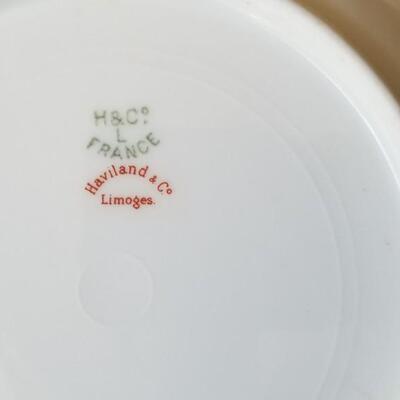 H&Cº
L
FRANCE
Haviland & Cº
Limoges.